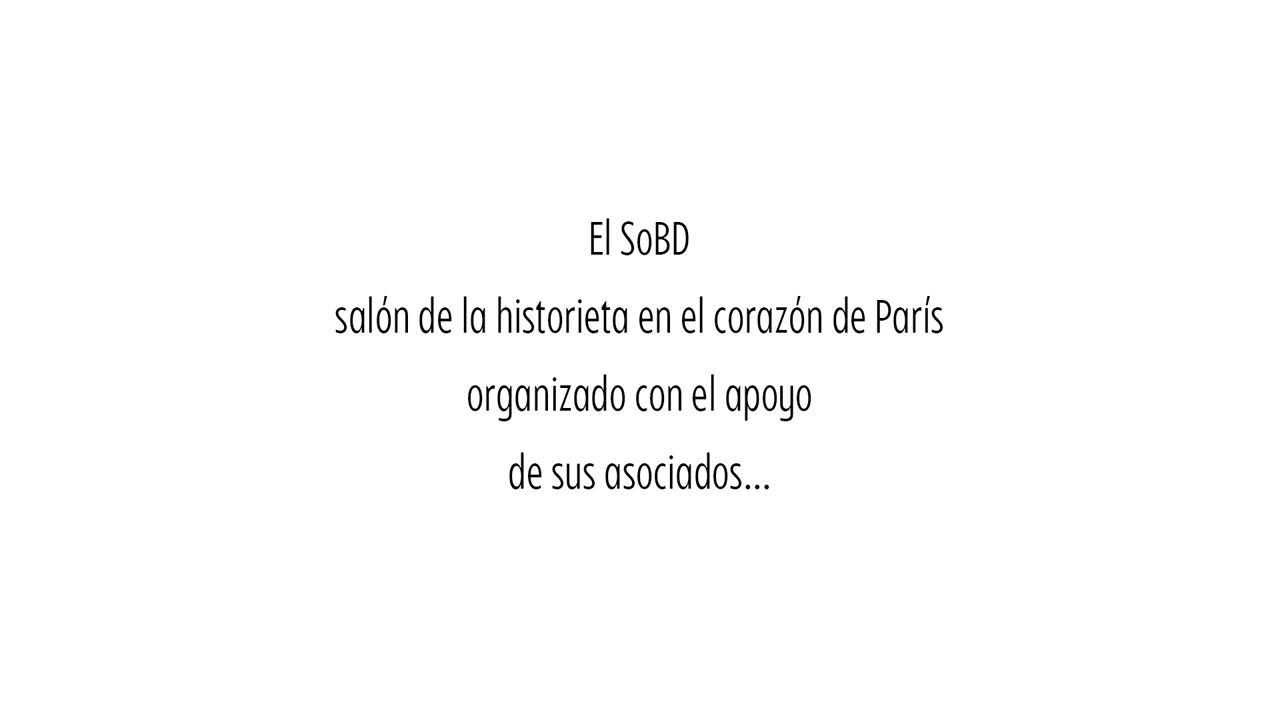 El SoBD
salón de la historieta en el corazón de París
organizado con el apoyo
de sus asociados...